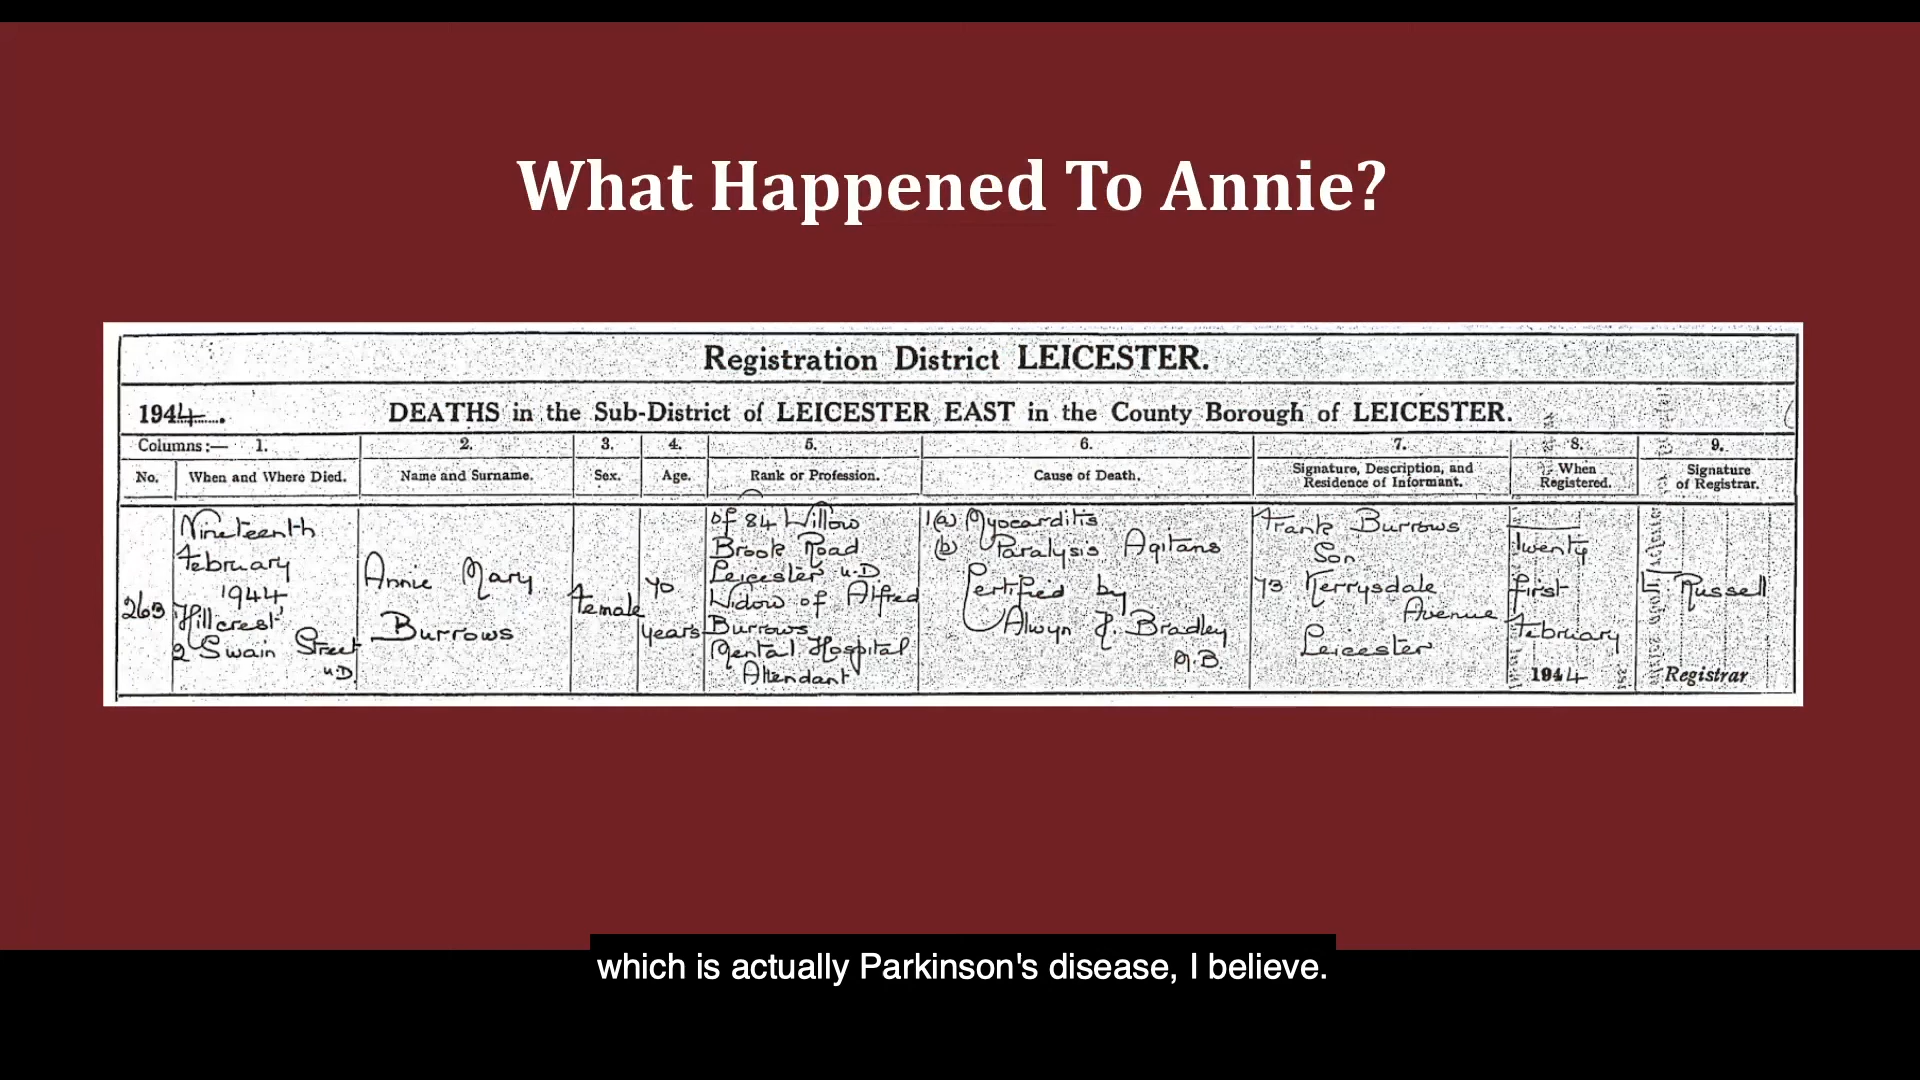 What Happened To Annie?
Registration District LEICESTER.
1944 DEATHS in the Sub-District of LEICESTER EAST in the County Borough of LEICESTER.
Columns:— 1. 2. 3. 4. 5. 6. 7. 8. 9.
No. When and Where Died. Name and Surname. Sex. Age. Rank or Profession. Cause of Death. Signature, Description, and Residence of Informant. When Registered. Signature of Registrar.
263
Nineteenth
February
1944
Hillcrest
2 Swain Street
U.D.
Annie Mary
Burrows
Female
70
years
of 84 Willow
Brook Road
Leicester U.D.
Widow of Alfred
Burrows
Mental Hospital
Attendant
1(a) Myocarditis
(b) Paralysis Agitans
Certified by
Alwyn J. Bradley
M.B.
Frank Burrows
Son
73 Kerrysdale
Avenue
Leicester
Twenty
first
February
1944
Russell
Registrar
which is actually Parkinson's disease, I believe.